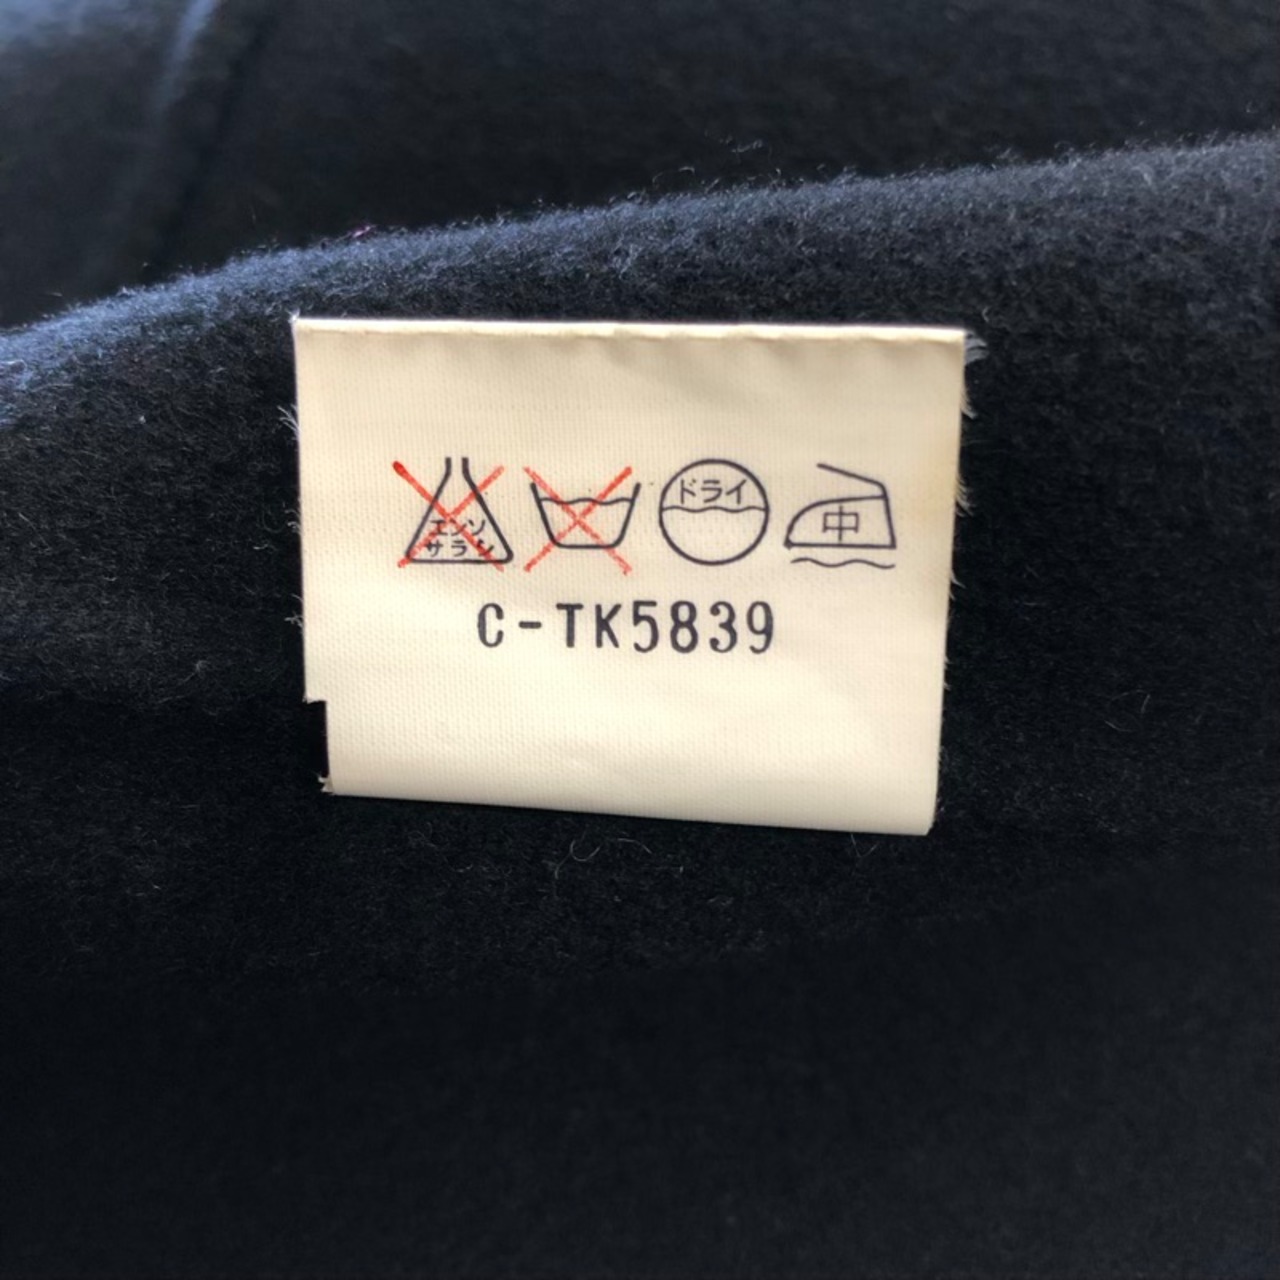 エンソ
サラシ
ドライ
中
C-TK5839